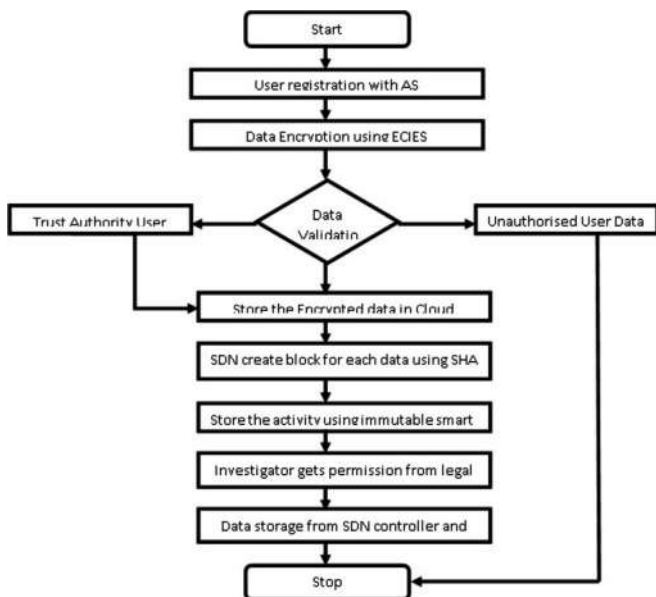 Start
User registration with AS
Data Encryption using ECIES
Data
Validatio
Trust Authority User
Unauthorised User Data
Store the Encrypted data in Cloud
SDN create block for each data using SHA
Store the activity using immutable smart
Investigator gets permission from legal
Data storage from SDN controller and
Stop